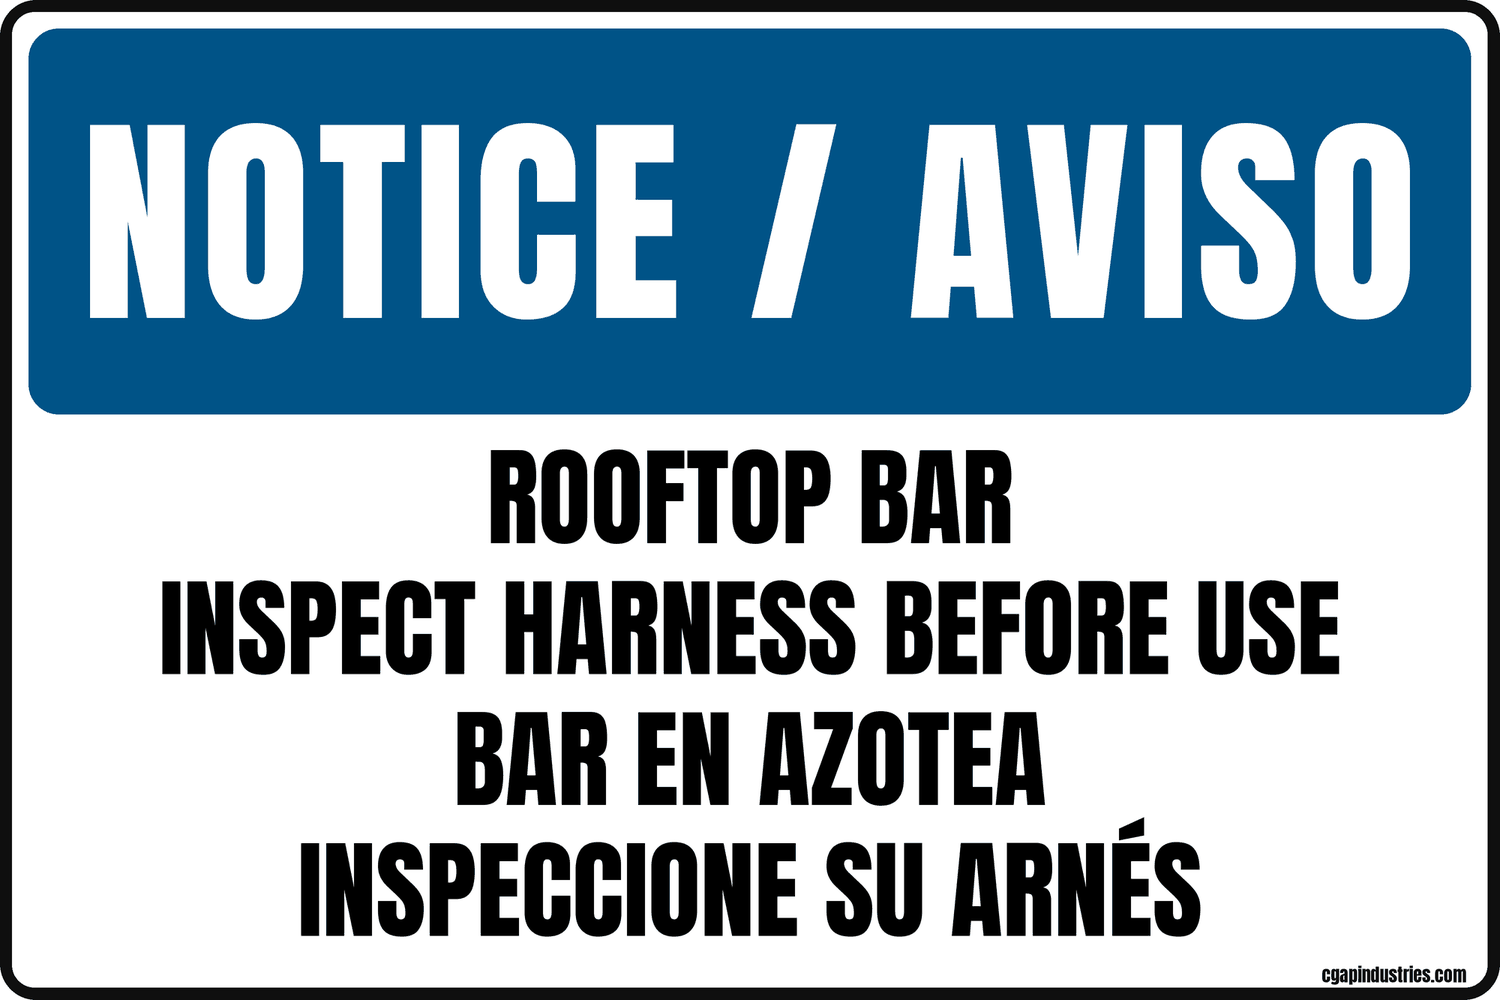 NOTICE / AVISO
ROOFTOP BAR
INSPECT HARNESS BEFORE USE
BAR EN AZOTEA
INSPECCIONE SU ARNÉS
cgapindustries.com